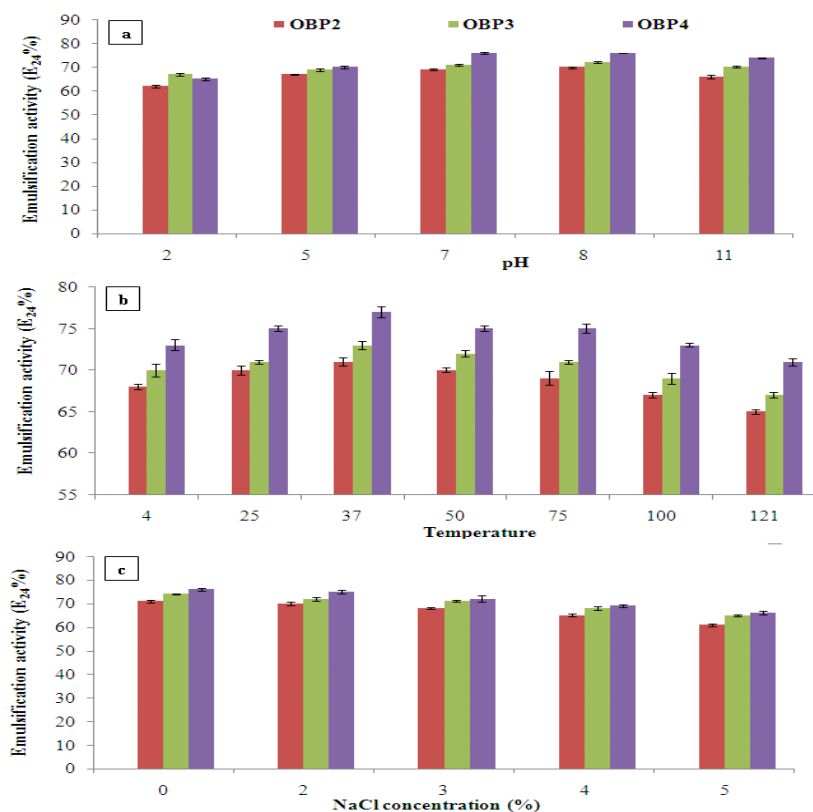 a
OBP2 OBP3 OBP4
Emulsification activity (E24%)
90
80
70
60
50
40
30
20
10
0
2 5 7 8 11
pH
b
Emulsification activity (E24%)
80
75
70
65
60
55
4 25 37 50 75 100 121
Temperature
c
Emulsification activity (E24%)
90
80
70
60
50
40
30
20
10
0
0 2 3 4 5
NaCl concentration (%)